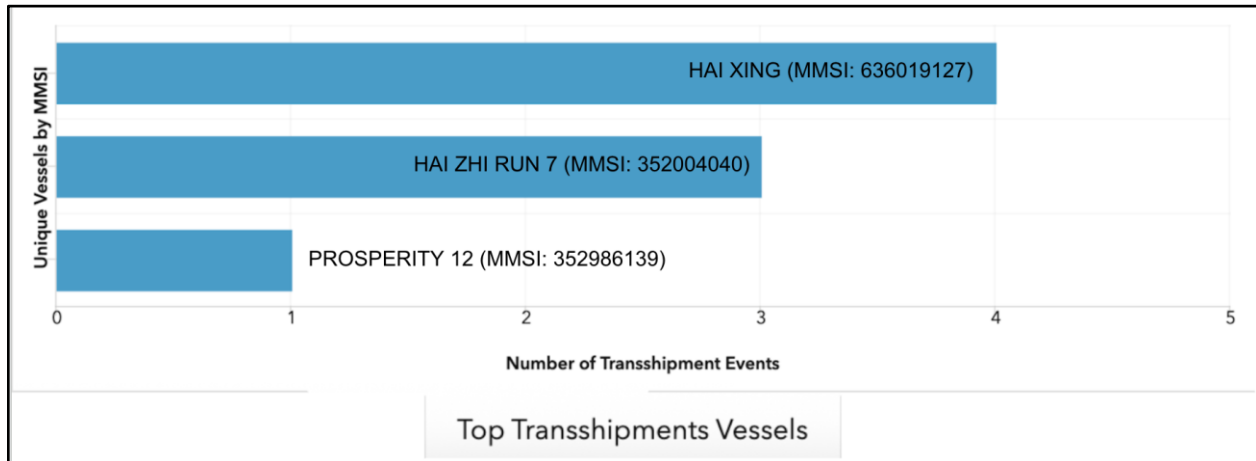 Unique Vessels by MMSI
HAI XING (MMSI: 636019127)
HAI ZHI RUN 7 (MMSI: 352004040)
PROSPERITY 12 (MMSI: 352986139)
0 1 2 3 4 5
Number of Transshipment Events
Top Transshipments Vessels